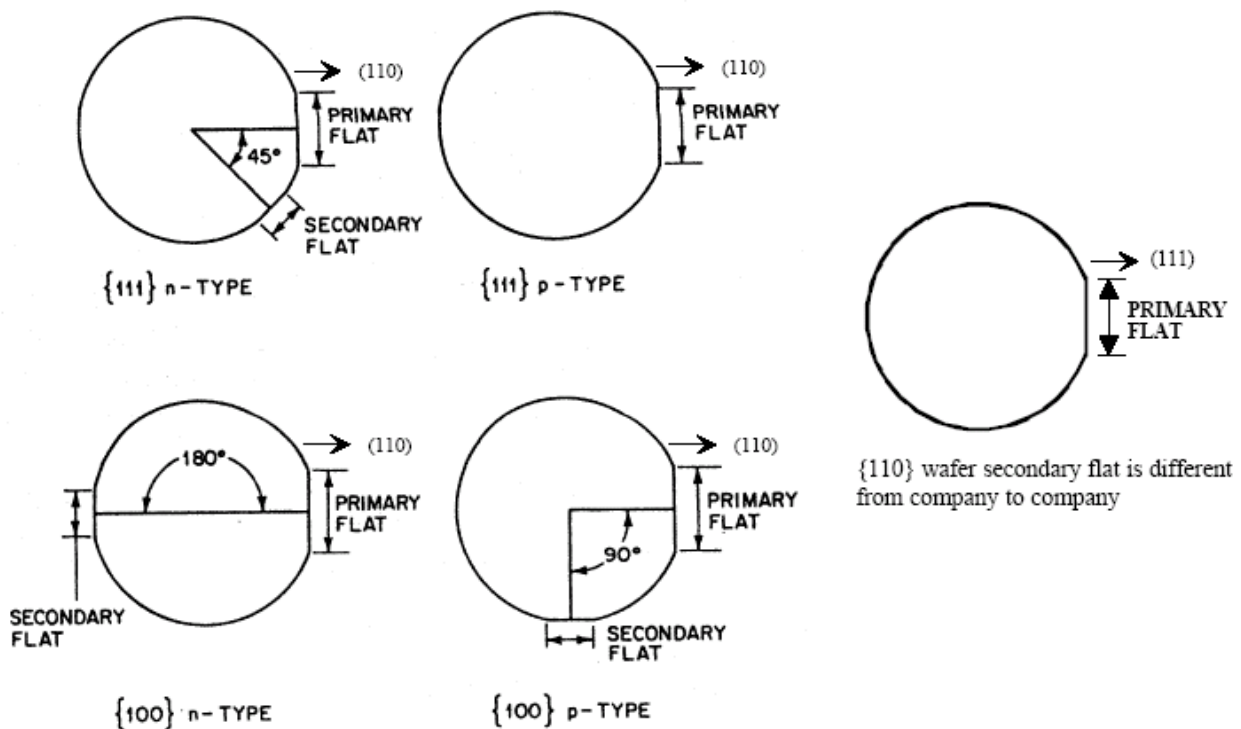 (110)
PRIMARY
FLAT
45°
SECONDARY
FLAT
{111} n-TYPE
(110)
PRIMARY
FLAT
{111} p-TYPE
(111)
PRIMARY
FLAT
{110} wafer secondary flat is different
from company to company
(110)
180°
PRIMARY
FLAT
SECONDARY
FLAT
{100} n-TYPE
(110)
PRIMARY
FLAT
90°
SECONDARY
FLAT
{100} p-TYPE